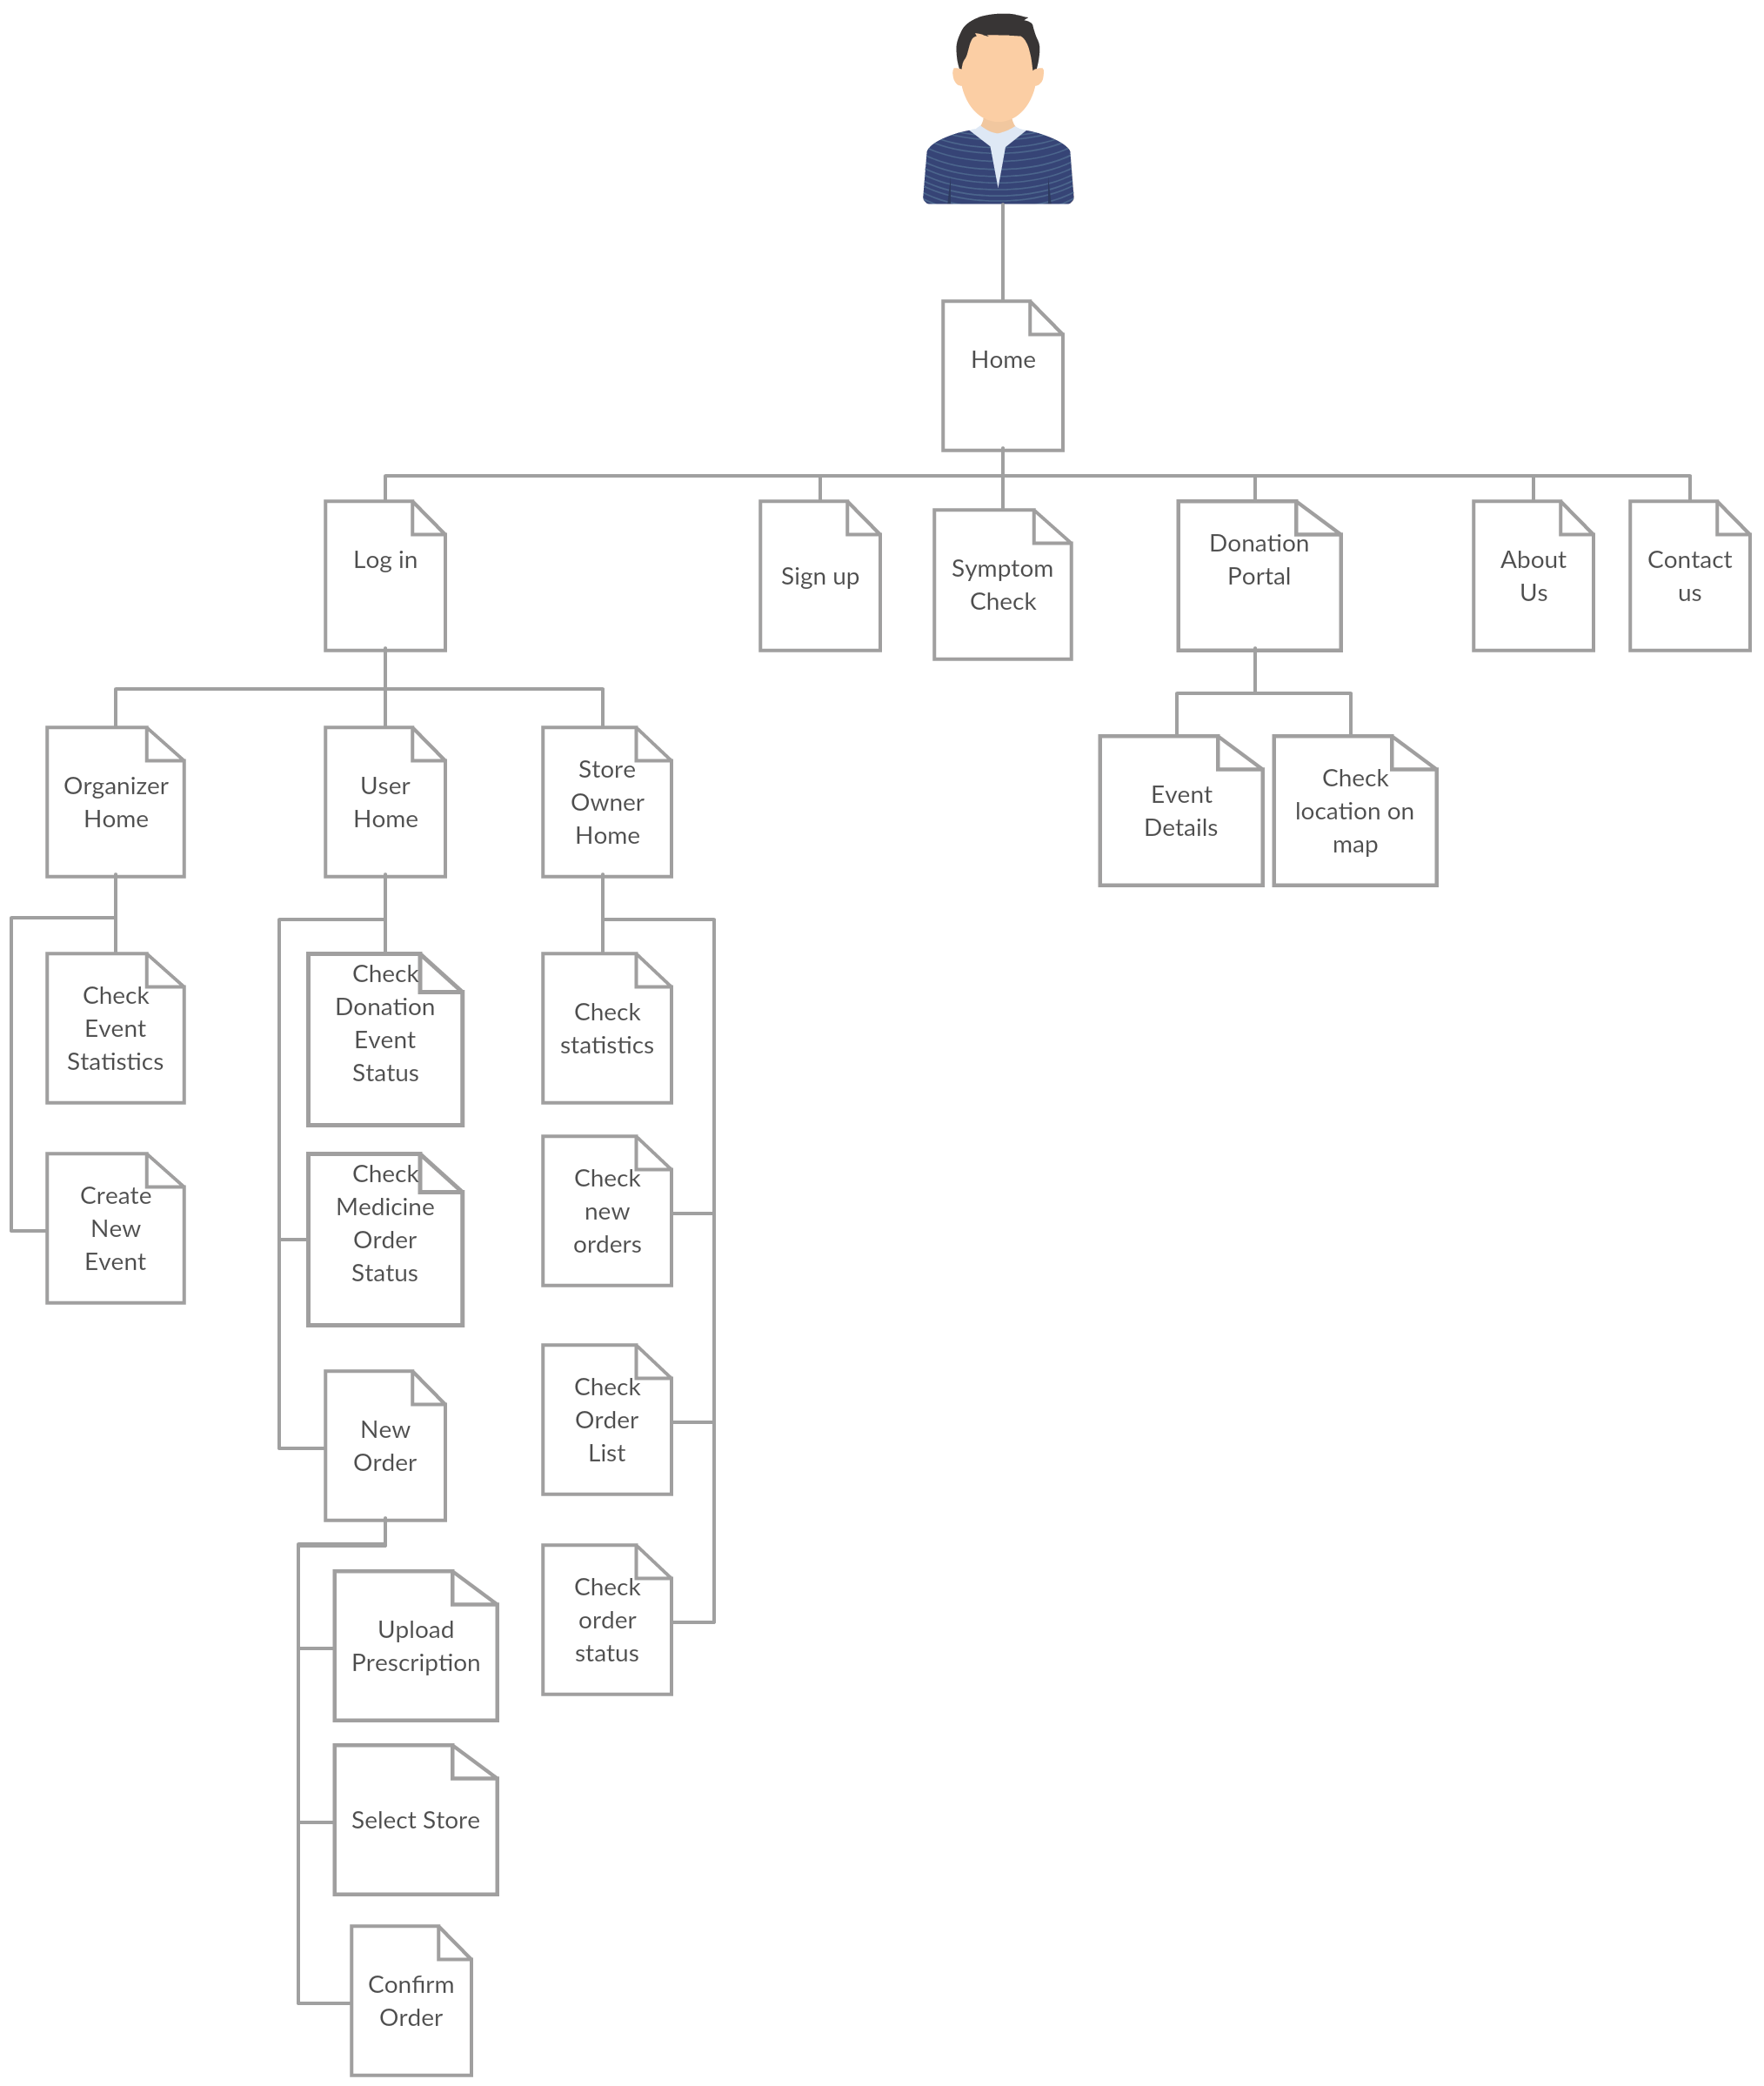 Home
Log in
Sign up
Symptom
Check
Donation
Portal
About
Us
Contact
us
Organizer
Home
User
Home
Store
Owner
Home
Event
Details
Check
location on
map
Check
Event
Statistics
Create
New
Event
Check
Donation
Event
Status
Check
Medicine
Order
Status
New
Order
Upload
Prescription
Select Store
Confirm
Order
Check
statistics
Check
new
orders
Check
Order
List
Check
order
status